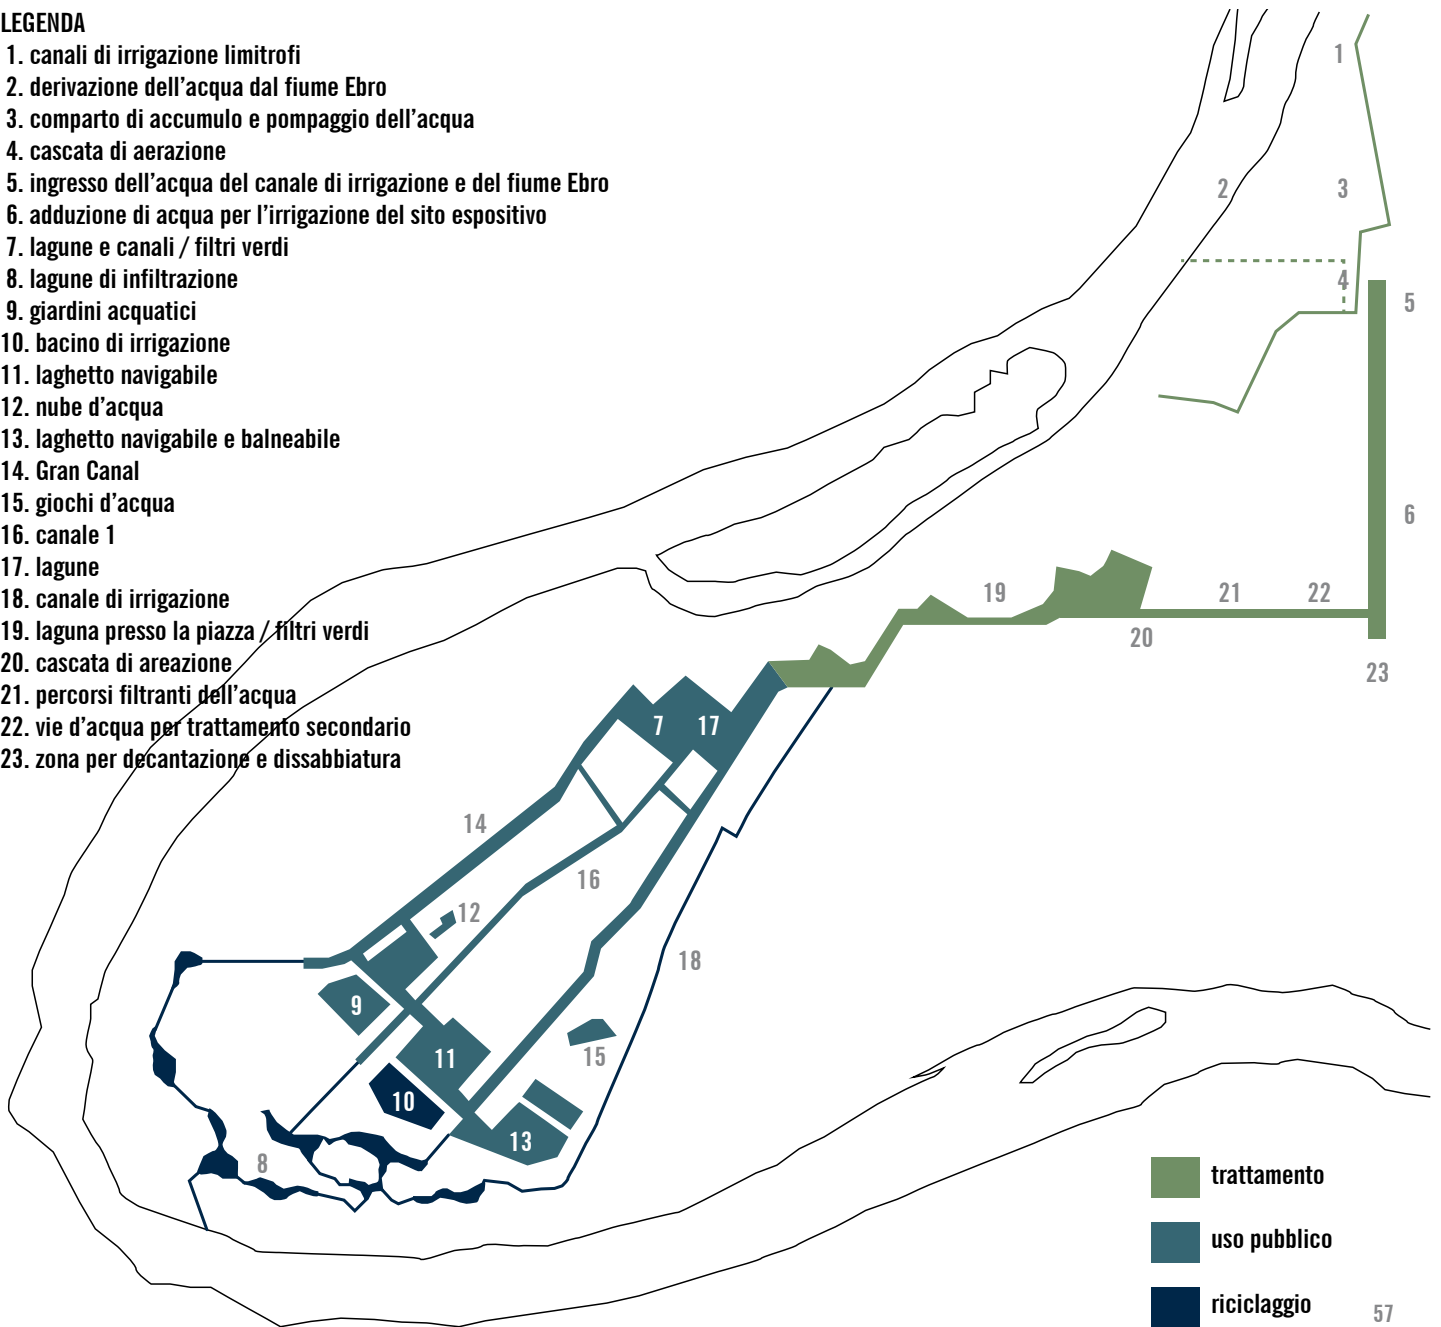 LEGENDA
1. canali di irrigazione limitrofi
2. derivazione dell'acqua dal fiume Ebro
3. comparto di accumulo e pompaggio dell'acqua
4. cascata di aerazione
5. ingresso dell'acqua del canale di irrigazione e del fiume Ebro
6. adduzione di acqua per l'irrigazione del sito espositivo
7. lagune e canali / filtri verdi
8. lagune di infiltrazione
9. giardini acquatici
10. bacino di irrigazione
11. laghetto navigabile
12. nube d'acqua
13. laghetto navigabile e balneabile
14. Gran Canal
15. giochi d'acqua
16. canale 1
17. lagune
18. canale di irrigazione
19. laguna presso la piazza / filtri verdi
20. cascata di areazione
21. percorsi filtranti dell'acqua
22. vie d'acqua per trattamento secondario
23. zona per decantazione e dissabbiatura
1
2
3
4
5
6
19
21
22
20
23
7
17
14
16
12
18
9
15
11
10
13
8
trattamento
uso pubblico
riciclaggio
57